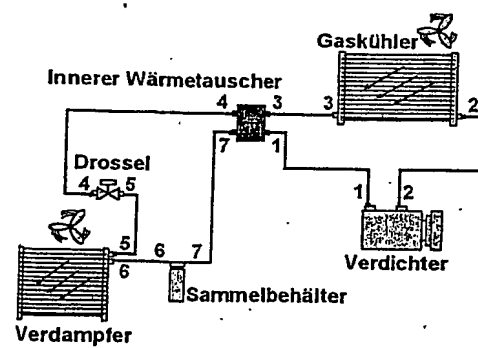 Gaskühler
Innerer Wärmetauscher
4 3 3 2
7 1
Drossel
4 5
1 2
5
6 6 7
Verdichter
Sammelbehälter
Verdampfer